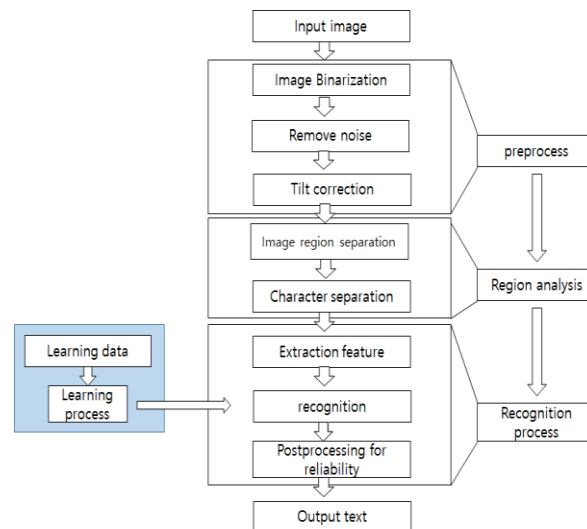 Input image
Image Binarization
Remove noise
preprocess
Tilt correction
Image region separation
Region analysis
Character separation
Learning data
Extraction feature
Learning
process
recognition
Recognition
process
Postprocessing for
reliability
Output text